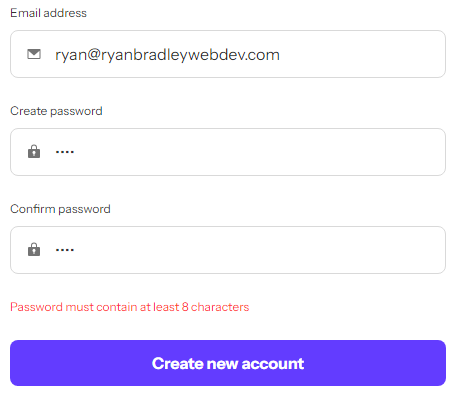 Email address
ryan@ryanbradleywebdev.com
Create password
••••
Confirm password
••••
Password must contain at least 8 characters
Create new account